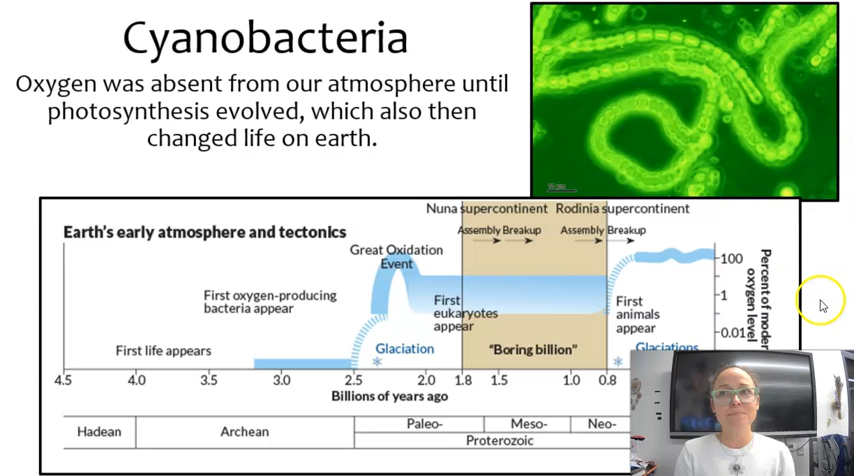 Cyanobacteria
Oxygen was absent from our atmosphere until
photosynthesis evolved, which also then
changed life on earth.
Earth's early atmosphere and tectonics
Nuna supercontinent
Rodinia supercontinent
Assembly Breakup
Assembly Breakup
Great Oxidation
Event
First oxygen-producing
bacteria appear
First
eukaryotes
appear
First
animals
appear
First life appears
Glaciation
"Boring billion"
Glaciations
100
1
0.01
Percent of modern
oxygen level
4.5 4.0 3.5 3.0 2.5 2.0 1.8 1.5 1.0 0.8
Billions of years ago
Hadean
Archean
Paleo-
Meso-
Neo-
Proterozoic